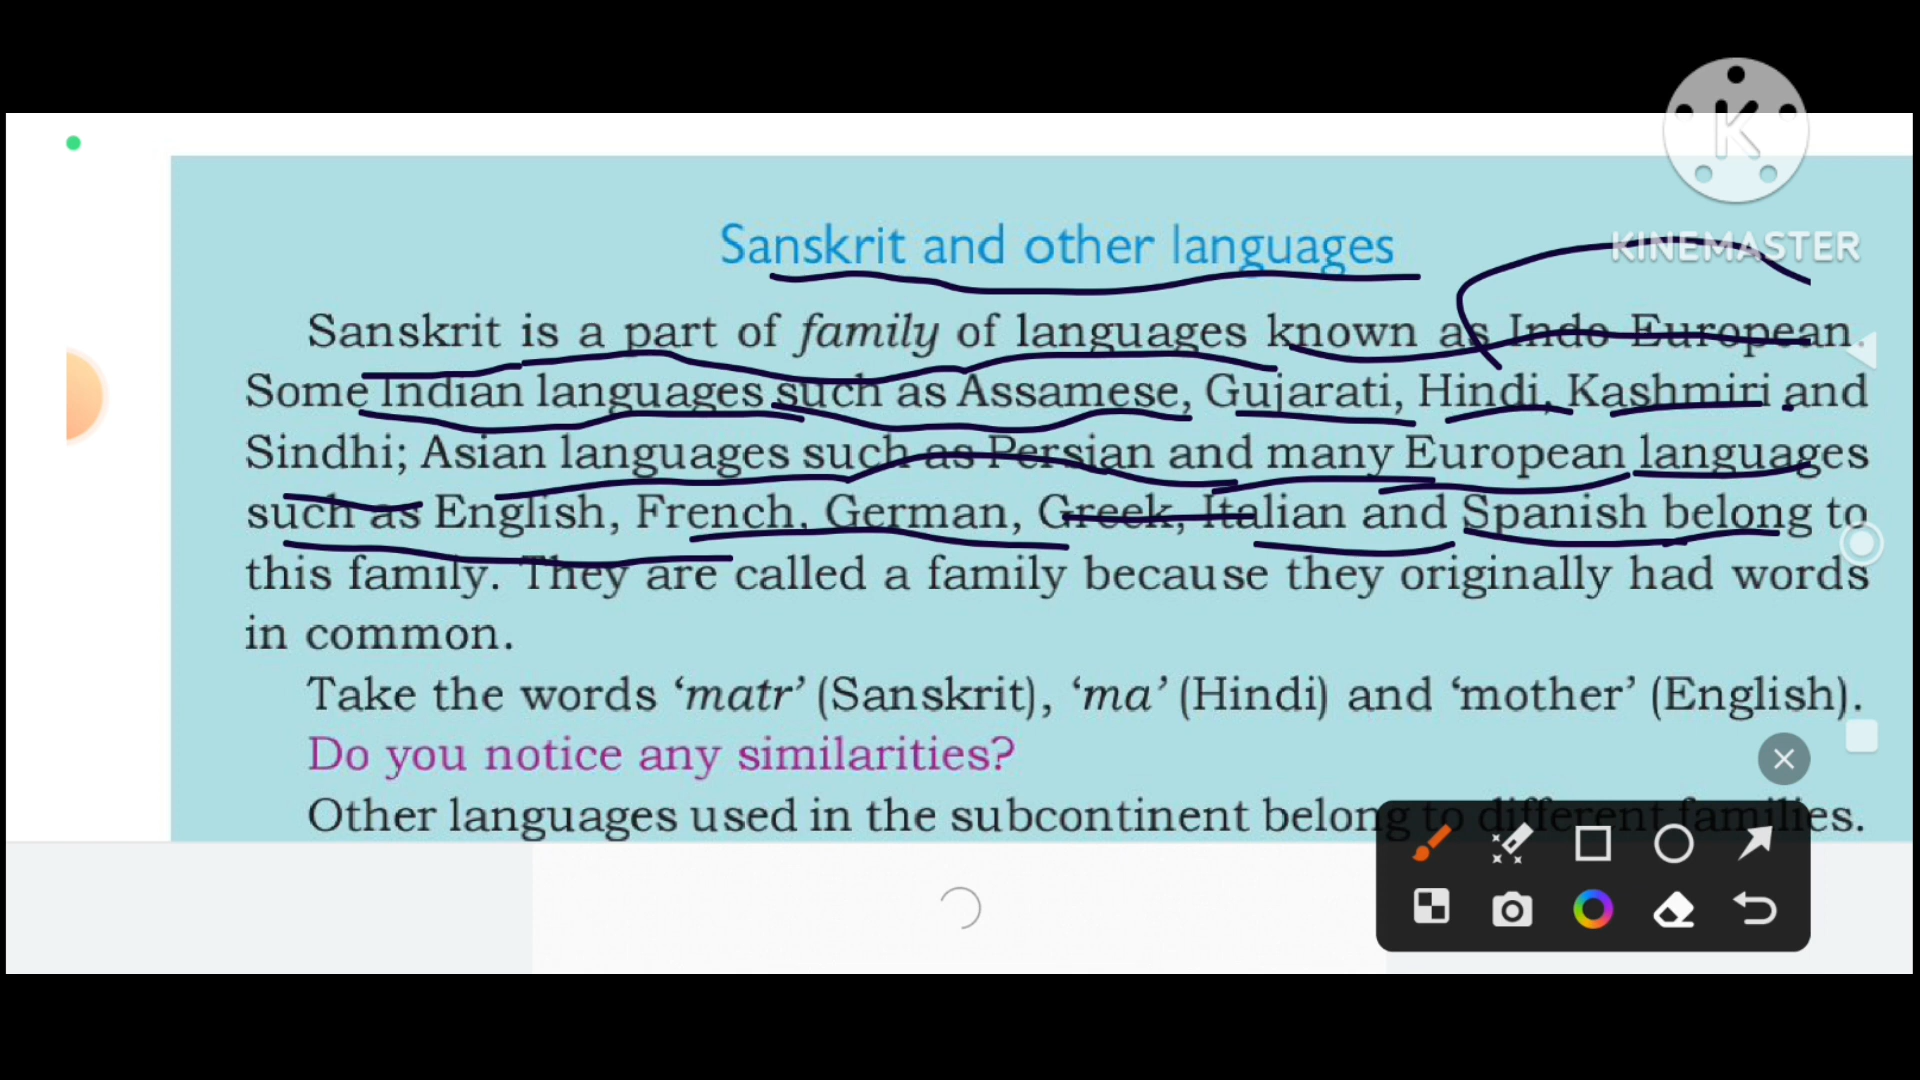 KINEMASTER
Sanskrit and other languages
Sanskrit is a part of family of languages known as Indo European.
Some Indian languages such as Assamese, Gujarati, Hindi, Kashmiri and
Sindhi; Asian languages such as Persian and many European languages
such as English, French, German, Greek, Italian and Spanish belong to
this family. They are called a family because they originally had words
in common.
Take the words ‘matr’ (Sanskrit), ‘ma’ (Hindi) and ‘mother’ (English).
Do you notice any similarities?
Other languages used in the subcontinent belong to different families.